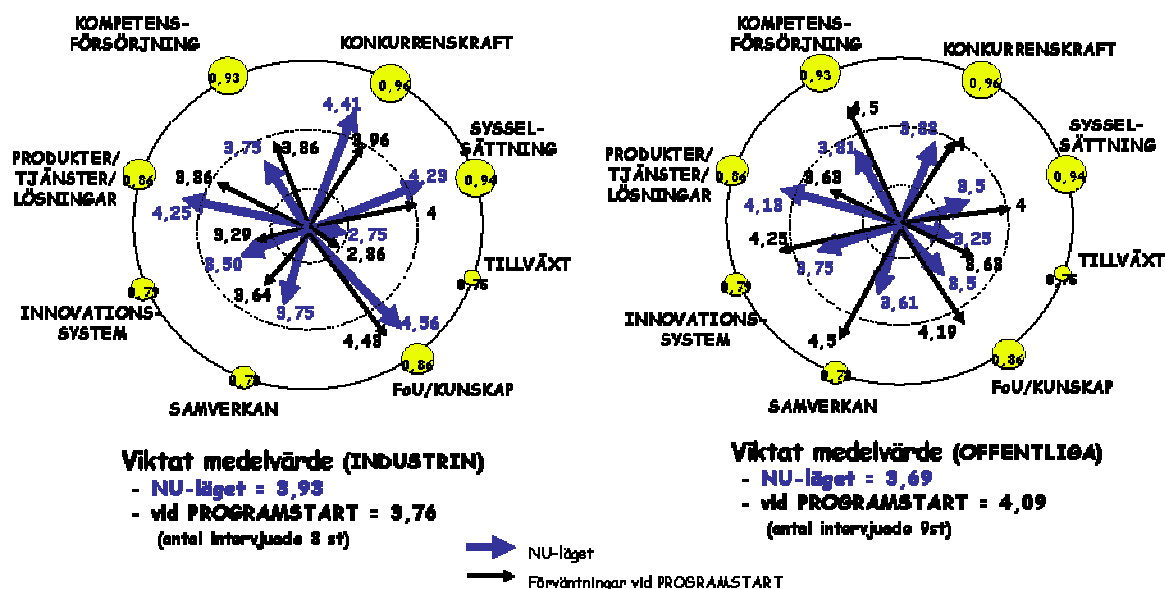 KOMPETENS-
FÖRSÖRJNING
KONKURRENSKRAFT
0,93
0,96
4,41
3,96
3,75
3,86
SYSSEL-
SÄTTNING
PRODUKTER/
TJÄNSTER/
LÖSNINGAR
0,86
3,86
4,29
0,94
4,25
4
3,29
2,75
3,50
2,86
TILLVÄXT
0,79
3,64
0,76
INNOVATIONS-
SYSTEM
3,75
4,56
4,48
0,86
0,79
FoU/KUNSKAP
SAMVERKAN
Viktat medelvärde (INDUSTRIN)
- NU-läget = 3,93
- vid PROGRAMSTART = 3,76
(antal intervjuade 8 st)
KOMPETENS-
FÖRSÖRJNING
KONKURRENSKRAFT
0,93
0,96
4,5
3,88
4
3,81
SYSSEL-
SÄTTNING
PRODUKTER/
TJÄNSTER/
LÖSNINGAR
0,86
3,63
3,5
0,94
4,18
4
4,25
3,25
3,75
3,63
TILLVÄXT
0,79
3,5
0,76
3,61
INNOVATIONS-
SYSTEM
4,5
4,19
0,86
0,79
FoU/KUNSKAP
SAMVERKAN
Viktat medelvärde (OFFENTLIGA)
- NU-läget = 3,69
- vid PROGRAMSTART = 4,09
(antal intervjuade 9st)
NU-läget
Förväntningar vid PROGRAMSTART